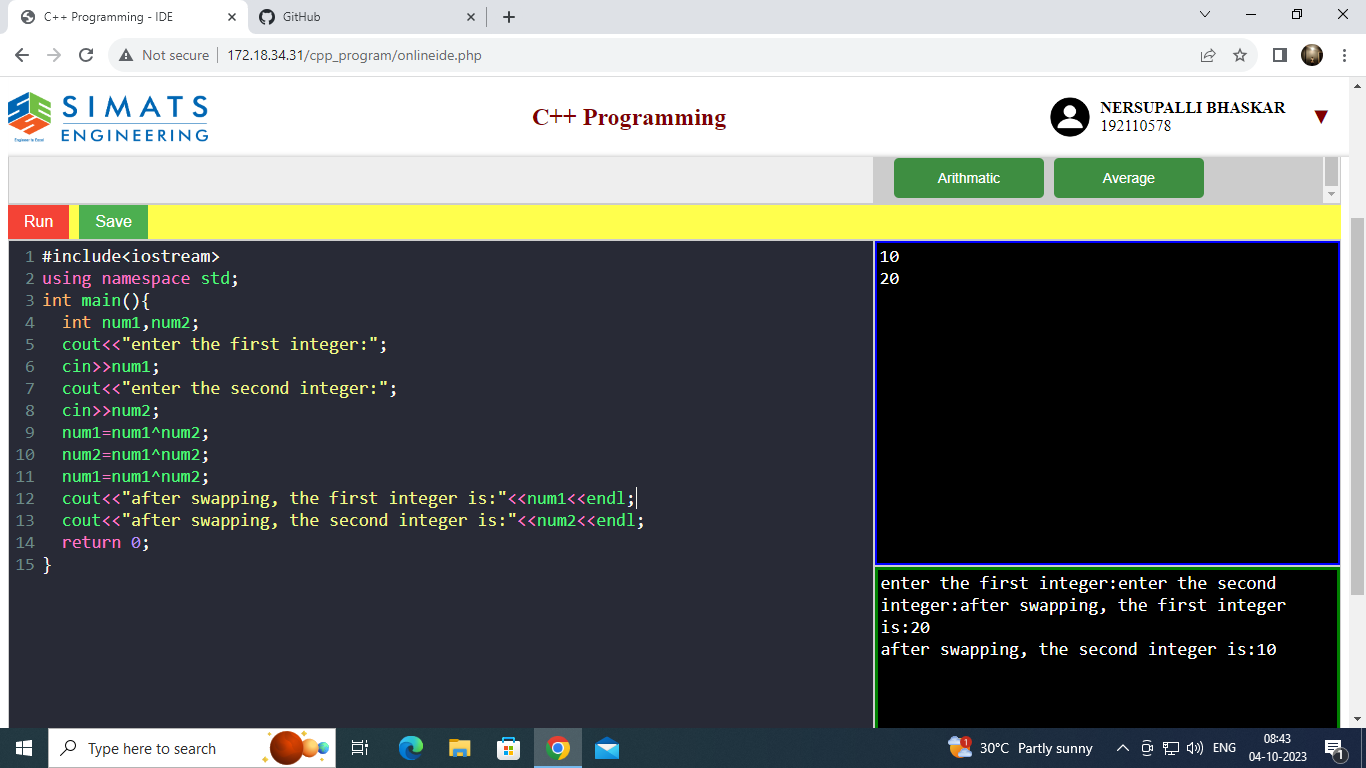 C++ Programming - IDE
GitHub
Not secure
172.18.34.31/cpp_program/onlineide.php
SIMATS
ENGINEERING
Engineer to Excel
C++ Programming
NERSUPALLI BHASKAR
192110578
Arithmatic
Average
Run
Save
1 #include<iostream>
2 using namespace std;
3 int main(){
4 int num1,num2;
5 cout<<"enter the first integer:";
6 cin>>num1;
7 cout<<"enter the second integer:";
8 cin>>num2;
9 num1=num1^num2;
10 num2=num1^num2;
11 num1=num1^num2;
12 cout<<"after swapping, the first integer is:"<<num1<<endl;
13 cout<<"after swapping, the second integer is:"<<num2<<endl;
14 return 0;
15 }
10
20
enter the first integer:enter the second
integer:after swapping, the first integer
is:20
after swapping, the second integer is:10
Type here to search
1
30°C Partly sunny
ENG
08:43
04-10-2023
1